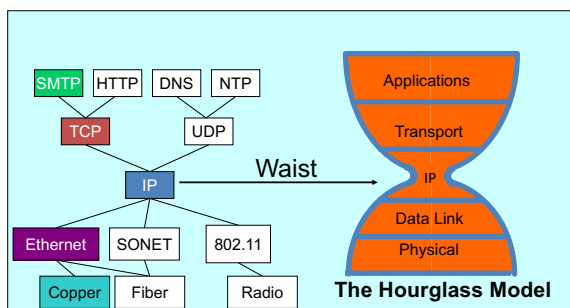 SMTP HTTP DNS NTP
TCP UDP
IP
Waist
Ethernet SONET 802.11
Copper Fiber Radio
Applications
Transport
IP
Data Link
Physical
The Hourglass Model